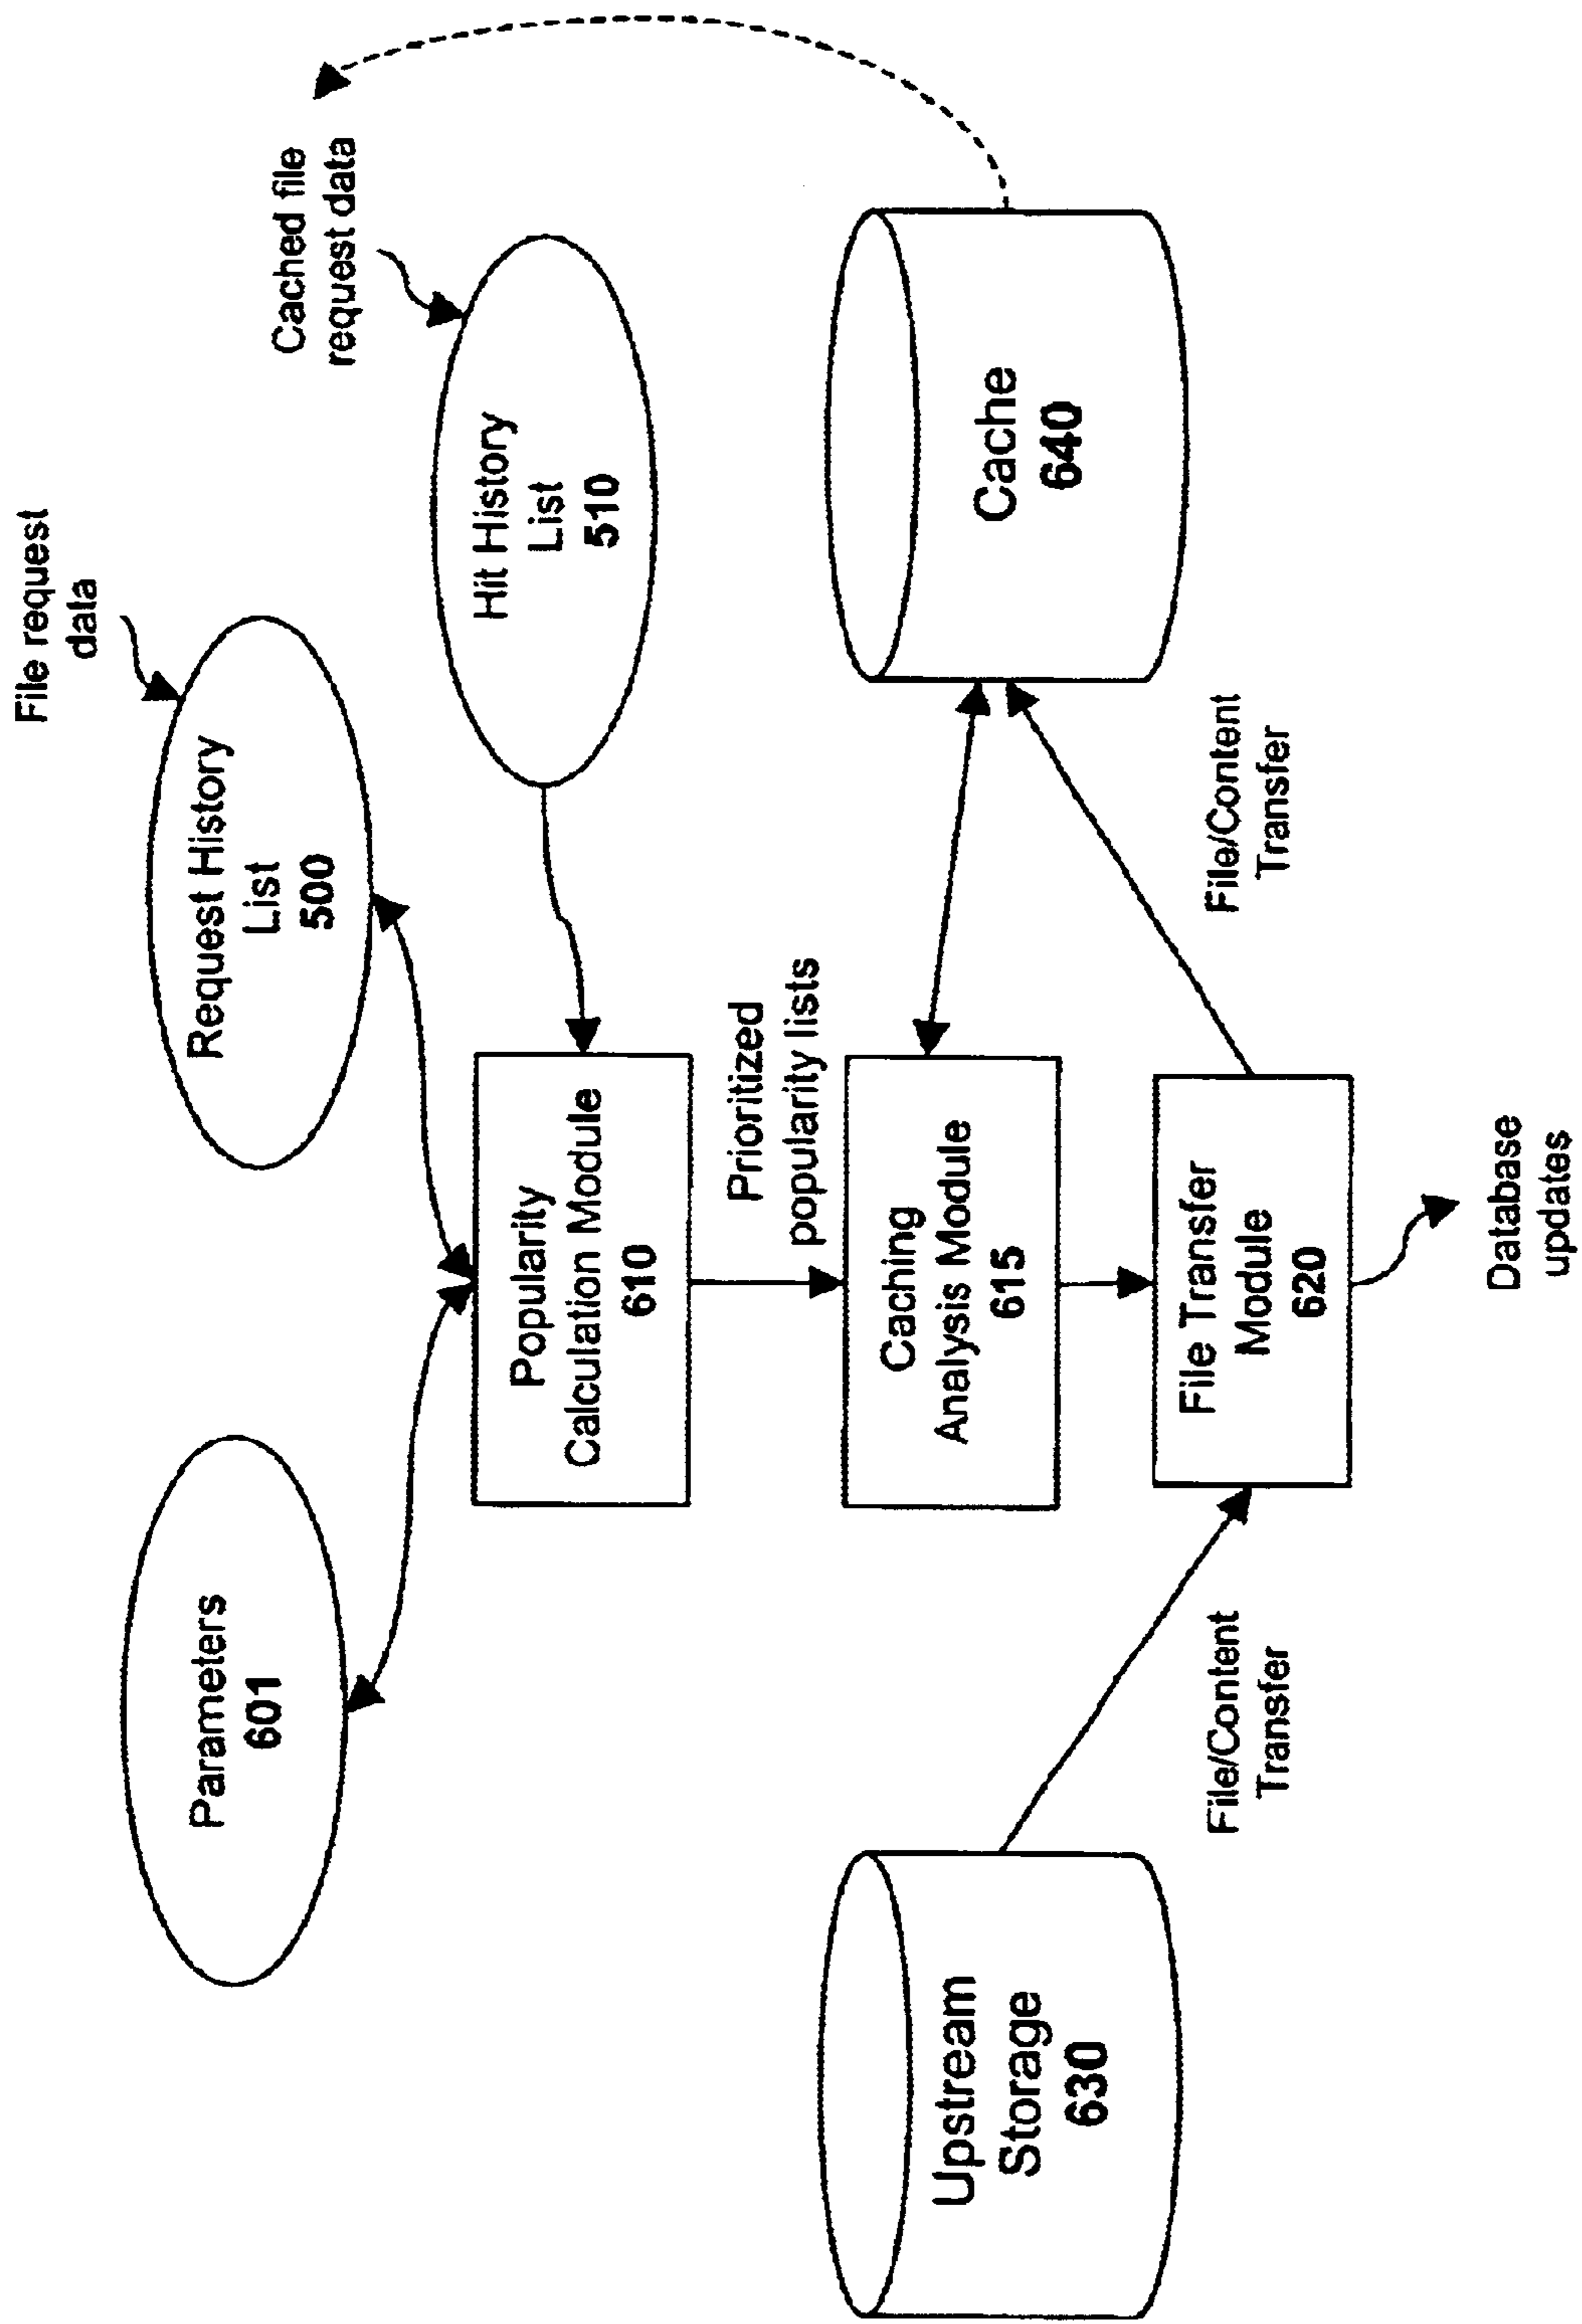 File request
data
Cached file
request data
Parameters
601
Request History
List
500
Hit History
List
510
Popularity
Calculation Module
610
Prioritized
popularity lists
Upstream
Storage
630
Caching
Analysis Module
615
Cache
640
File/Content
Transfer
File Transfer
Module
620
File/Content
Transfer
Database
updates